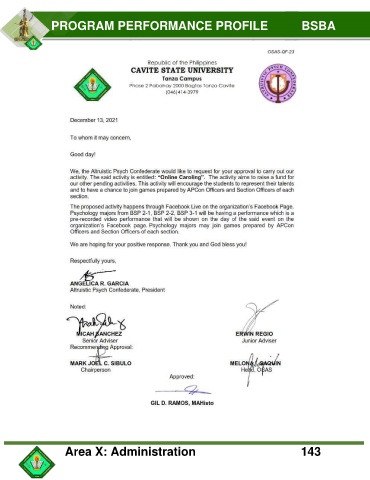 PROGRAM PERFORMANCE PROFILE BSBA
OSAS-QF-23
Republic of the Philippines
CAVITE STATE UNIVERSITY
Tanza Campus
Phase 2 Pabahay 2000 Bagtas Tanza Cavite
(046)414-3979
December 13, 2021
To whom it may concern,
Good day!
We, the Altruistic Psych Confederate would like to request for your approval to carry out our
activity. The said activity is entitled: “Online Caroling”. The activity aims to raise a fund for
our other pending activities. This activity will encourage the students to represent their talents
and to have a chance to join games prepared by APCon Officers and Section Officers of each
section.
The proposed activity happens through Facebook Live on the organization's Facebook Page.
Psychology majors from BSP 2-1, BSP 2-2, BSP 3-1 will be having a performance which is a
pre-recorded video performance that will be shown on the day of the said event on the
organization's Facebook page. Psychology majors may join games prepared by APCon
Officers and Section Officers of each section.
We are hoping for your positive response. Thank you and God bless you!
Respectfully yours,
ANGELICA R. GARCIA
Altruistic Psych Confederate, President
Noted:
MICAH SANCHEZ ERWIN REGIO
Senior Adviser Junior Adviser
Recommending Approval:
MARK JOEL C. SIBULO MELONA I. SAQUIN
Chairperson Head, OSAS
Approved:
GIL D. RAMOS, MAHisto
Area X: Administration 143